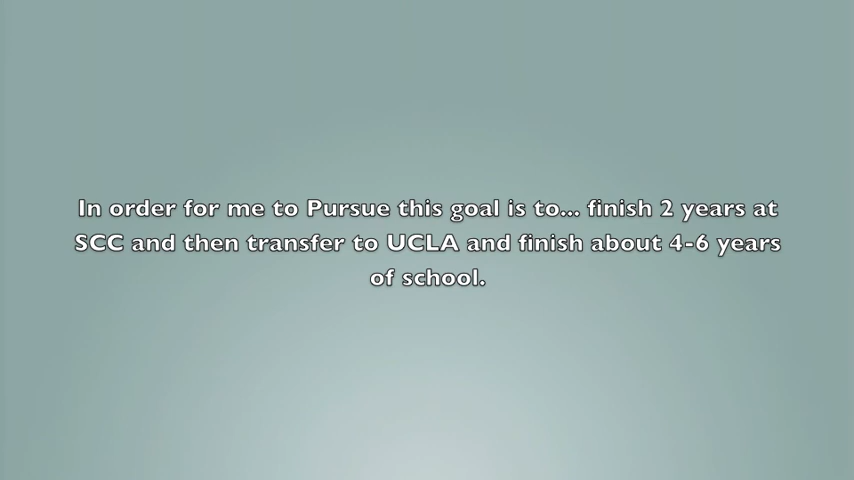 In order for me to Pursue this goal is to... finish 2 years at
SCC and then transfer to UCLA and finish about 4-6 years
of school.